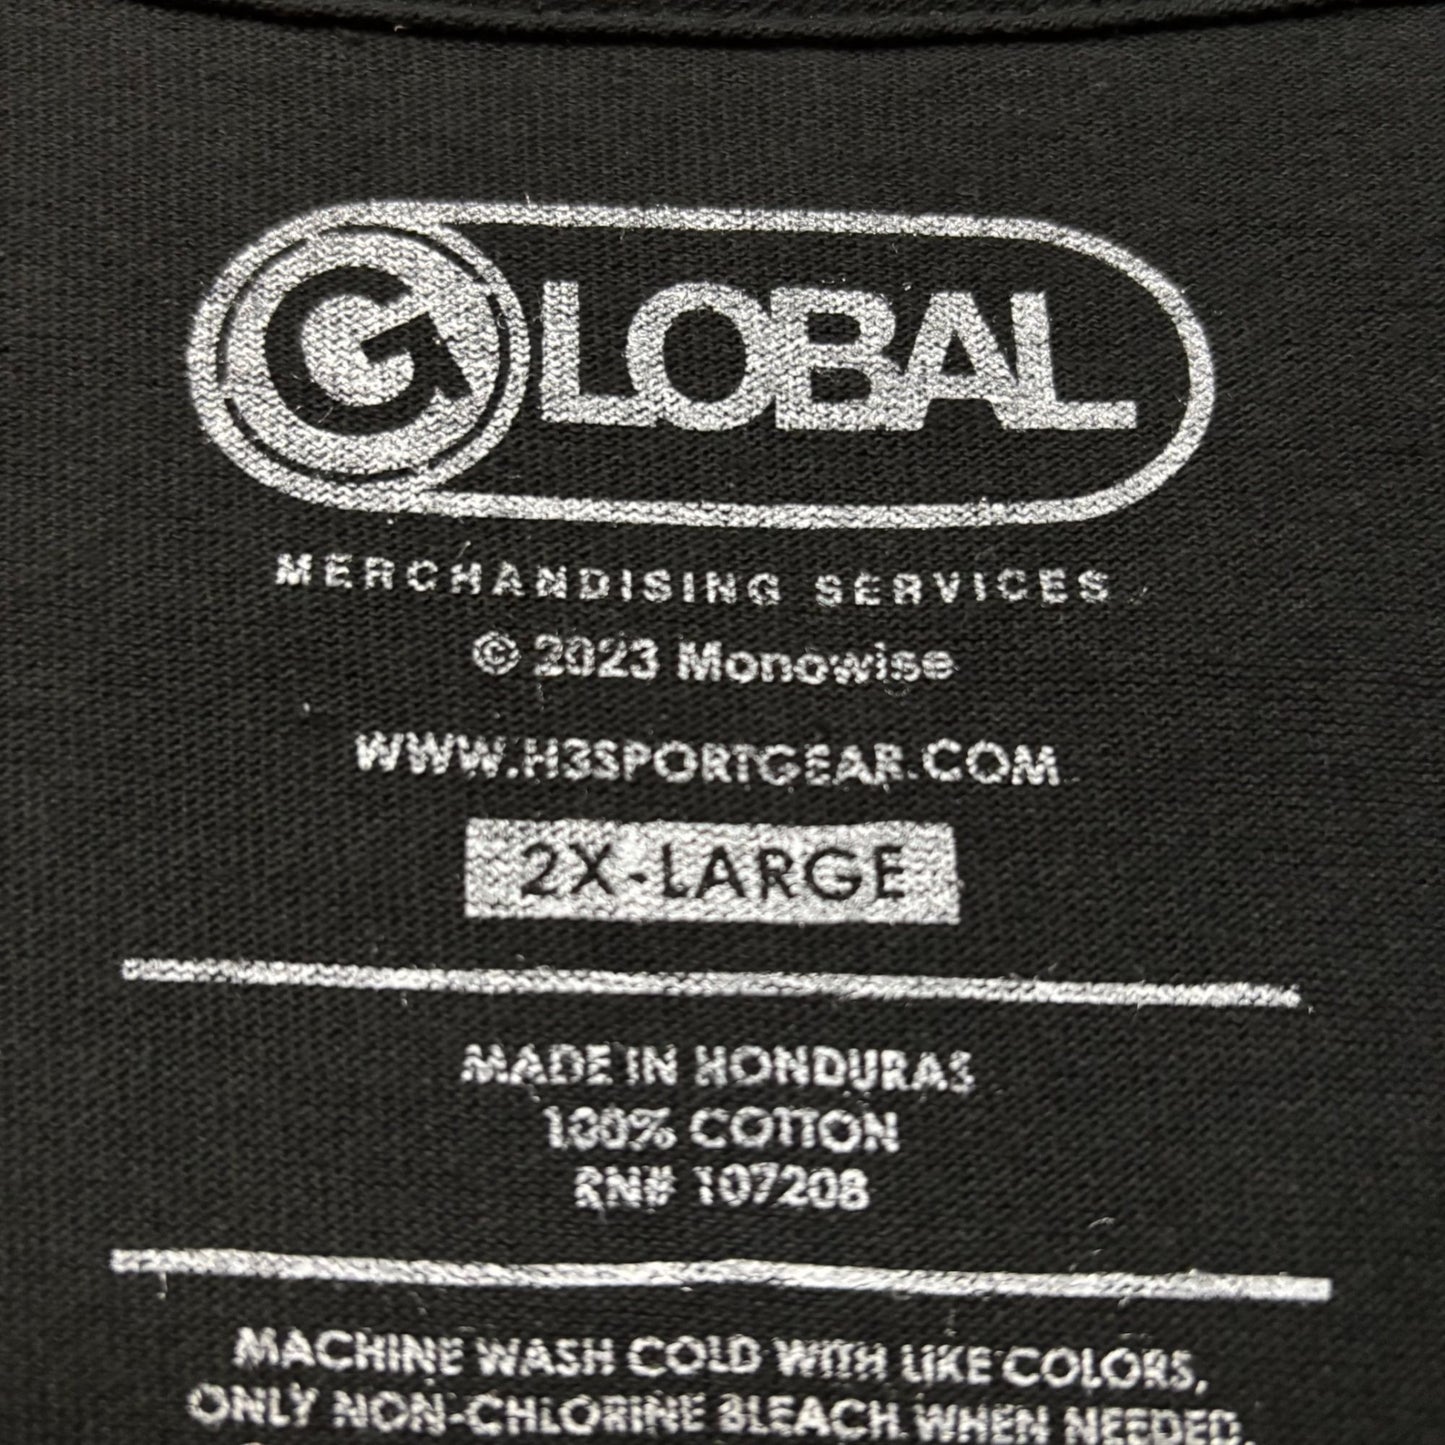 GLOBAL
MERCHANDISING SERVICES
© 2023 Monowise
WWW.H3SPORTGEAR.COM
2X-LARGE
MADE IN HONDURAS
100% COTTON
RN# 107208
MACHINE WASH COLD WITH LIKE COLORS,
ONLY NON-CHLORINE BLEACH WHEN NEEDED.